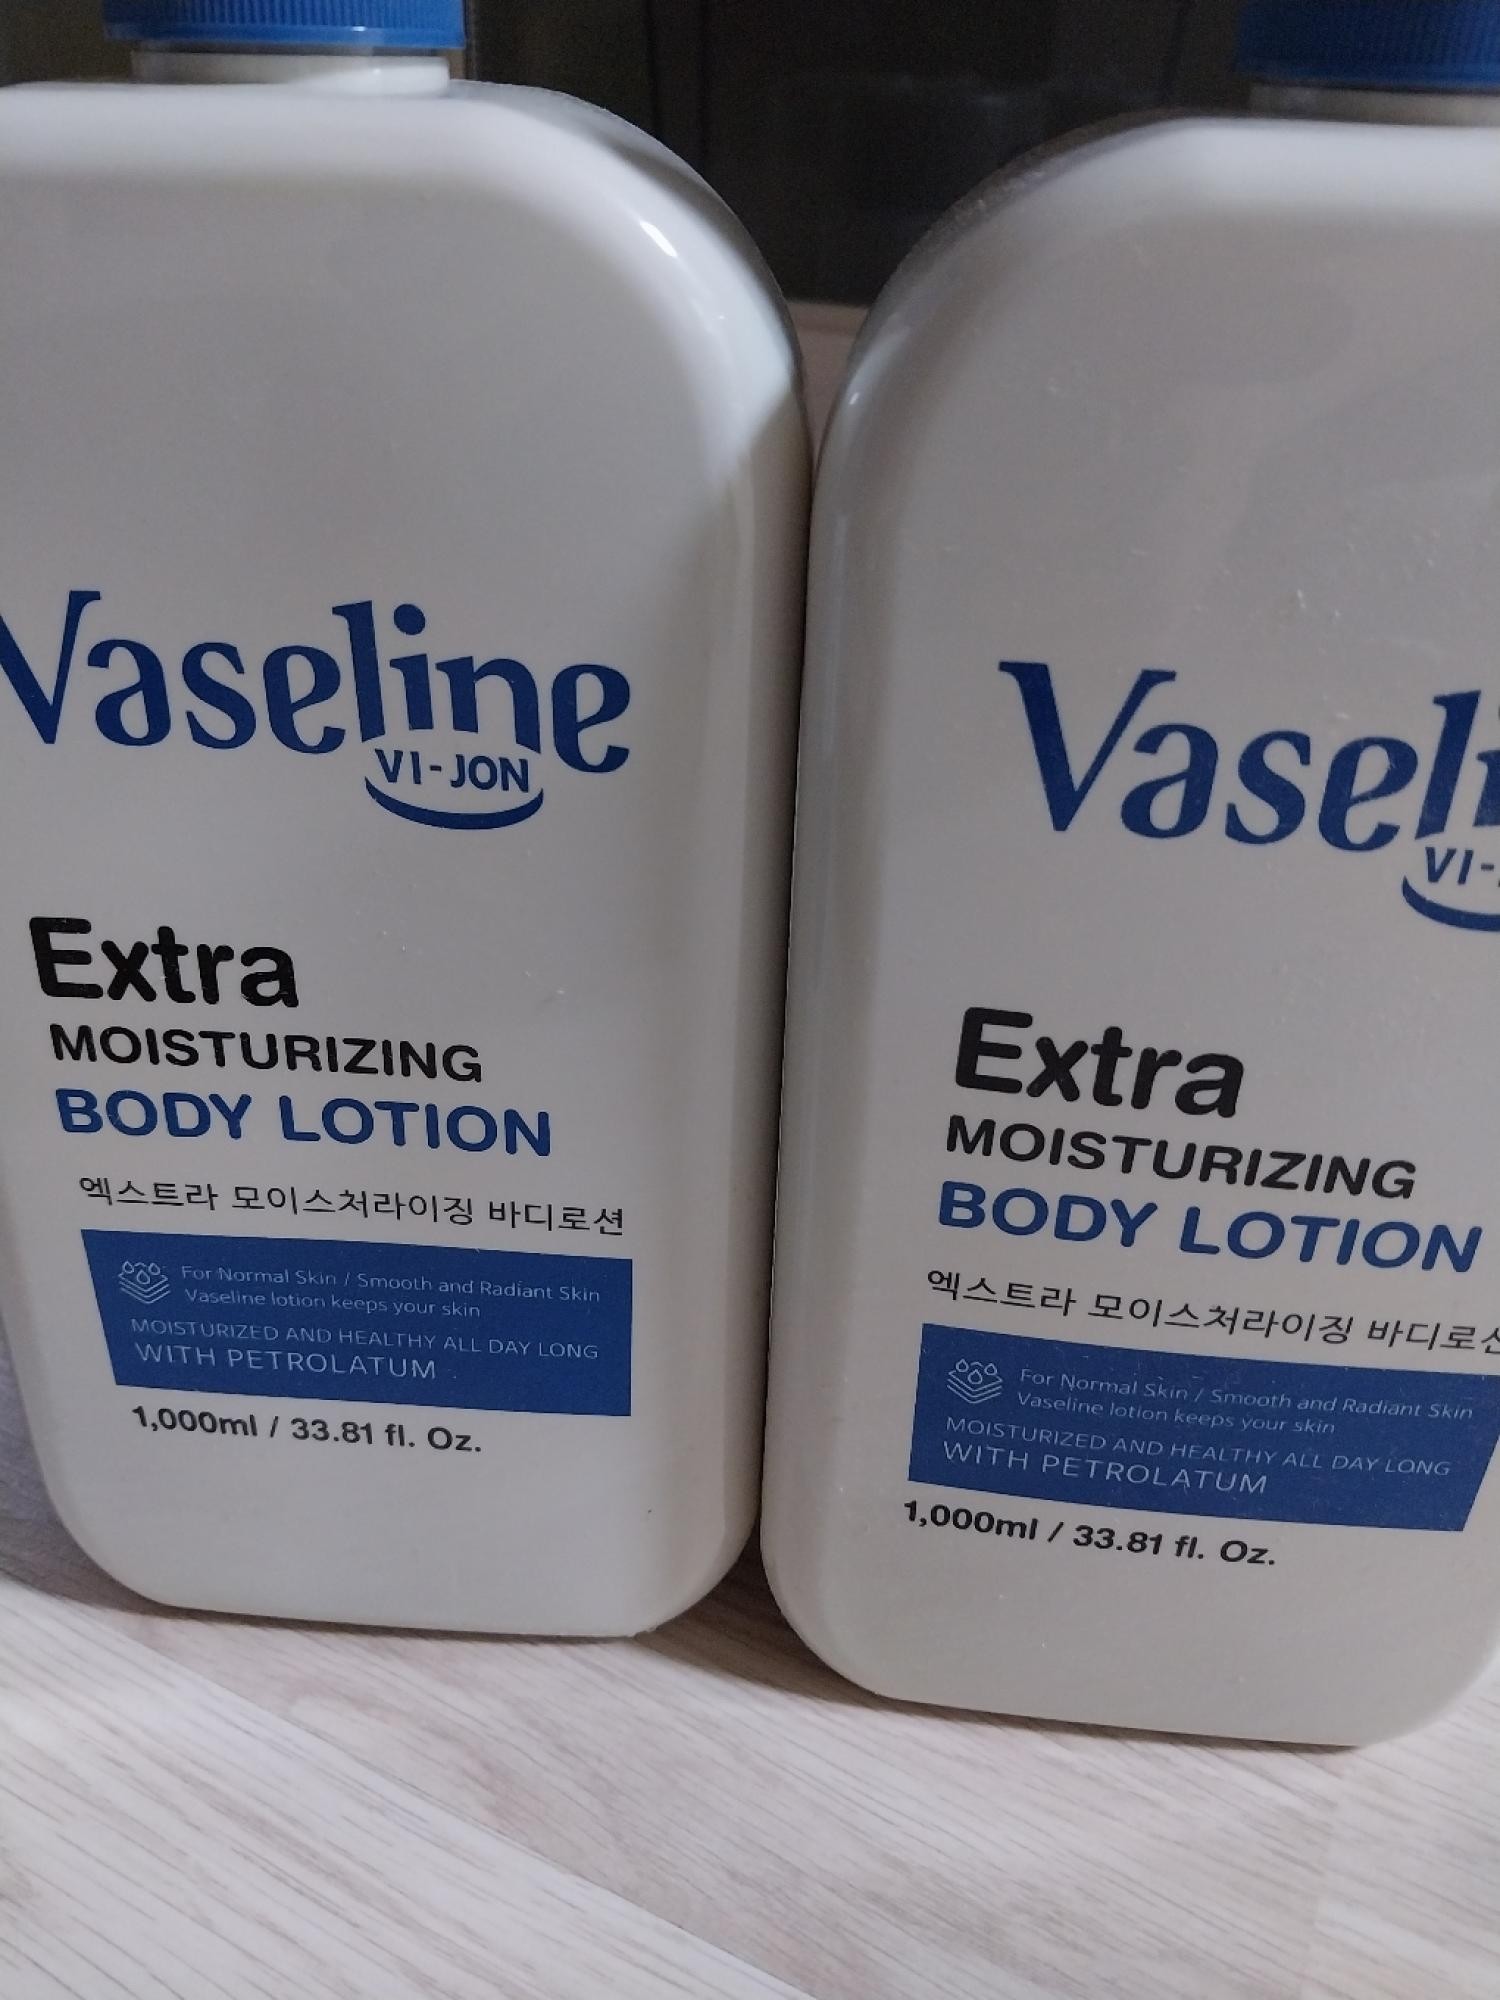 Vaseline
VI-JON
Extra
MOISTURIZING
BODY LOTION
엑스트라 모이스처라이징 바디로션
For Normal Skin / Smooth and Radiant Skin
Vaseline lotion keeps your skin
MOISTURIZED AND HEALTHY ALL DAY LONG
WITH PETROLATUM
1,000ml / 33.81 fl. Oz.
Vaseli
VI-
Extra
MOISTURIZING
BODY LOTION
엑스트라 모이스처라이징 바디로션
For Normal Skin / Smooth and Radiant Skin
Vaseline lotion keeps your skin
MOISTURIZED AND HEALTHY ALL DAY LONG
WITH PETROLATUM
1,000ml / 33.81 fl. Oz.